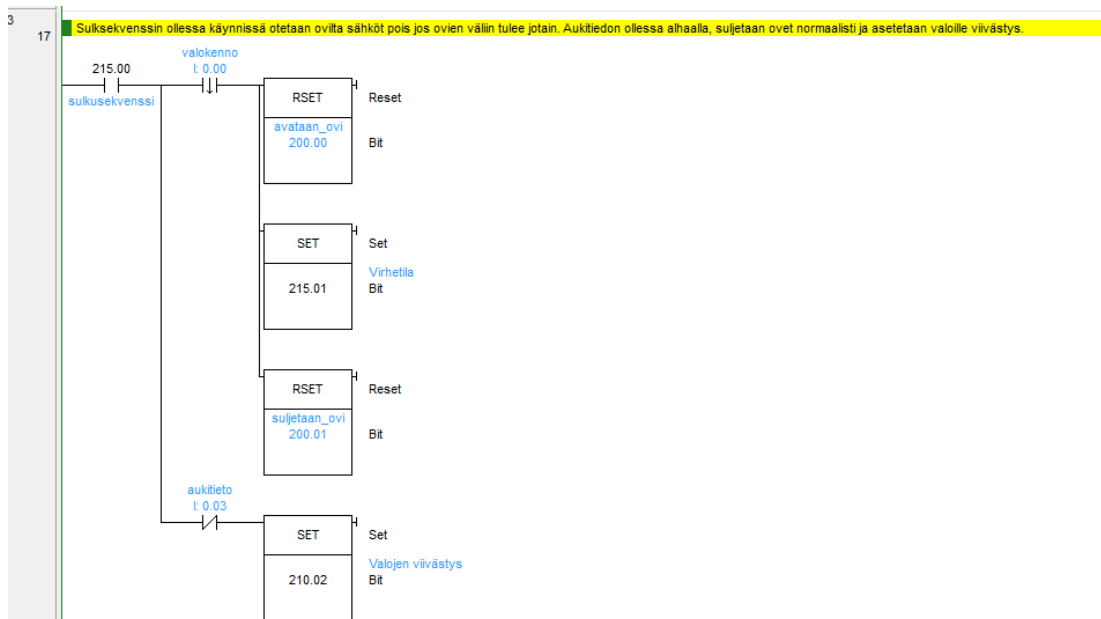 3
17
Sulksekvenssin ollessa käynnissä otetaan ovilta sähköt pois jos ovien väliin tulee jotain. Aukitiedon ollessa alhaalla, suljetaan ovet normaalisti ja asetetaan valoille viivästys.
valokenno
215.00
I: 0.00
sulkusekvenssi
RSET
Reset
avataan_ovi
200.00
Bit
SET
Set
Virhetila
215.01
Bit
RSET
Reset
suljetaan_ovi
200.01
Bit
aukitieto
I: 0.03
SET
Set
Valojen viivästys
210.02
Bit